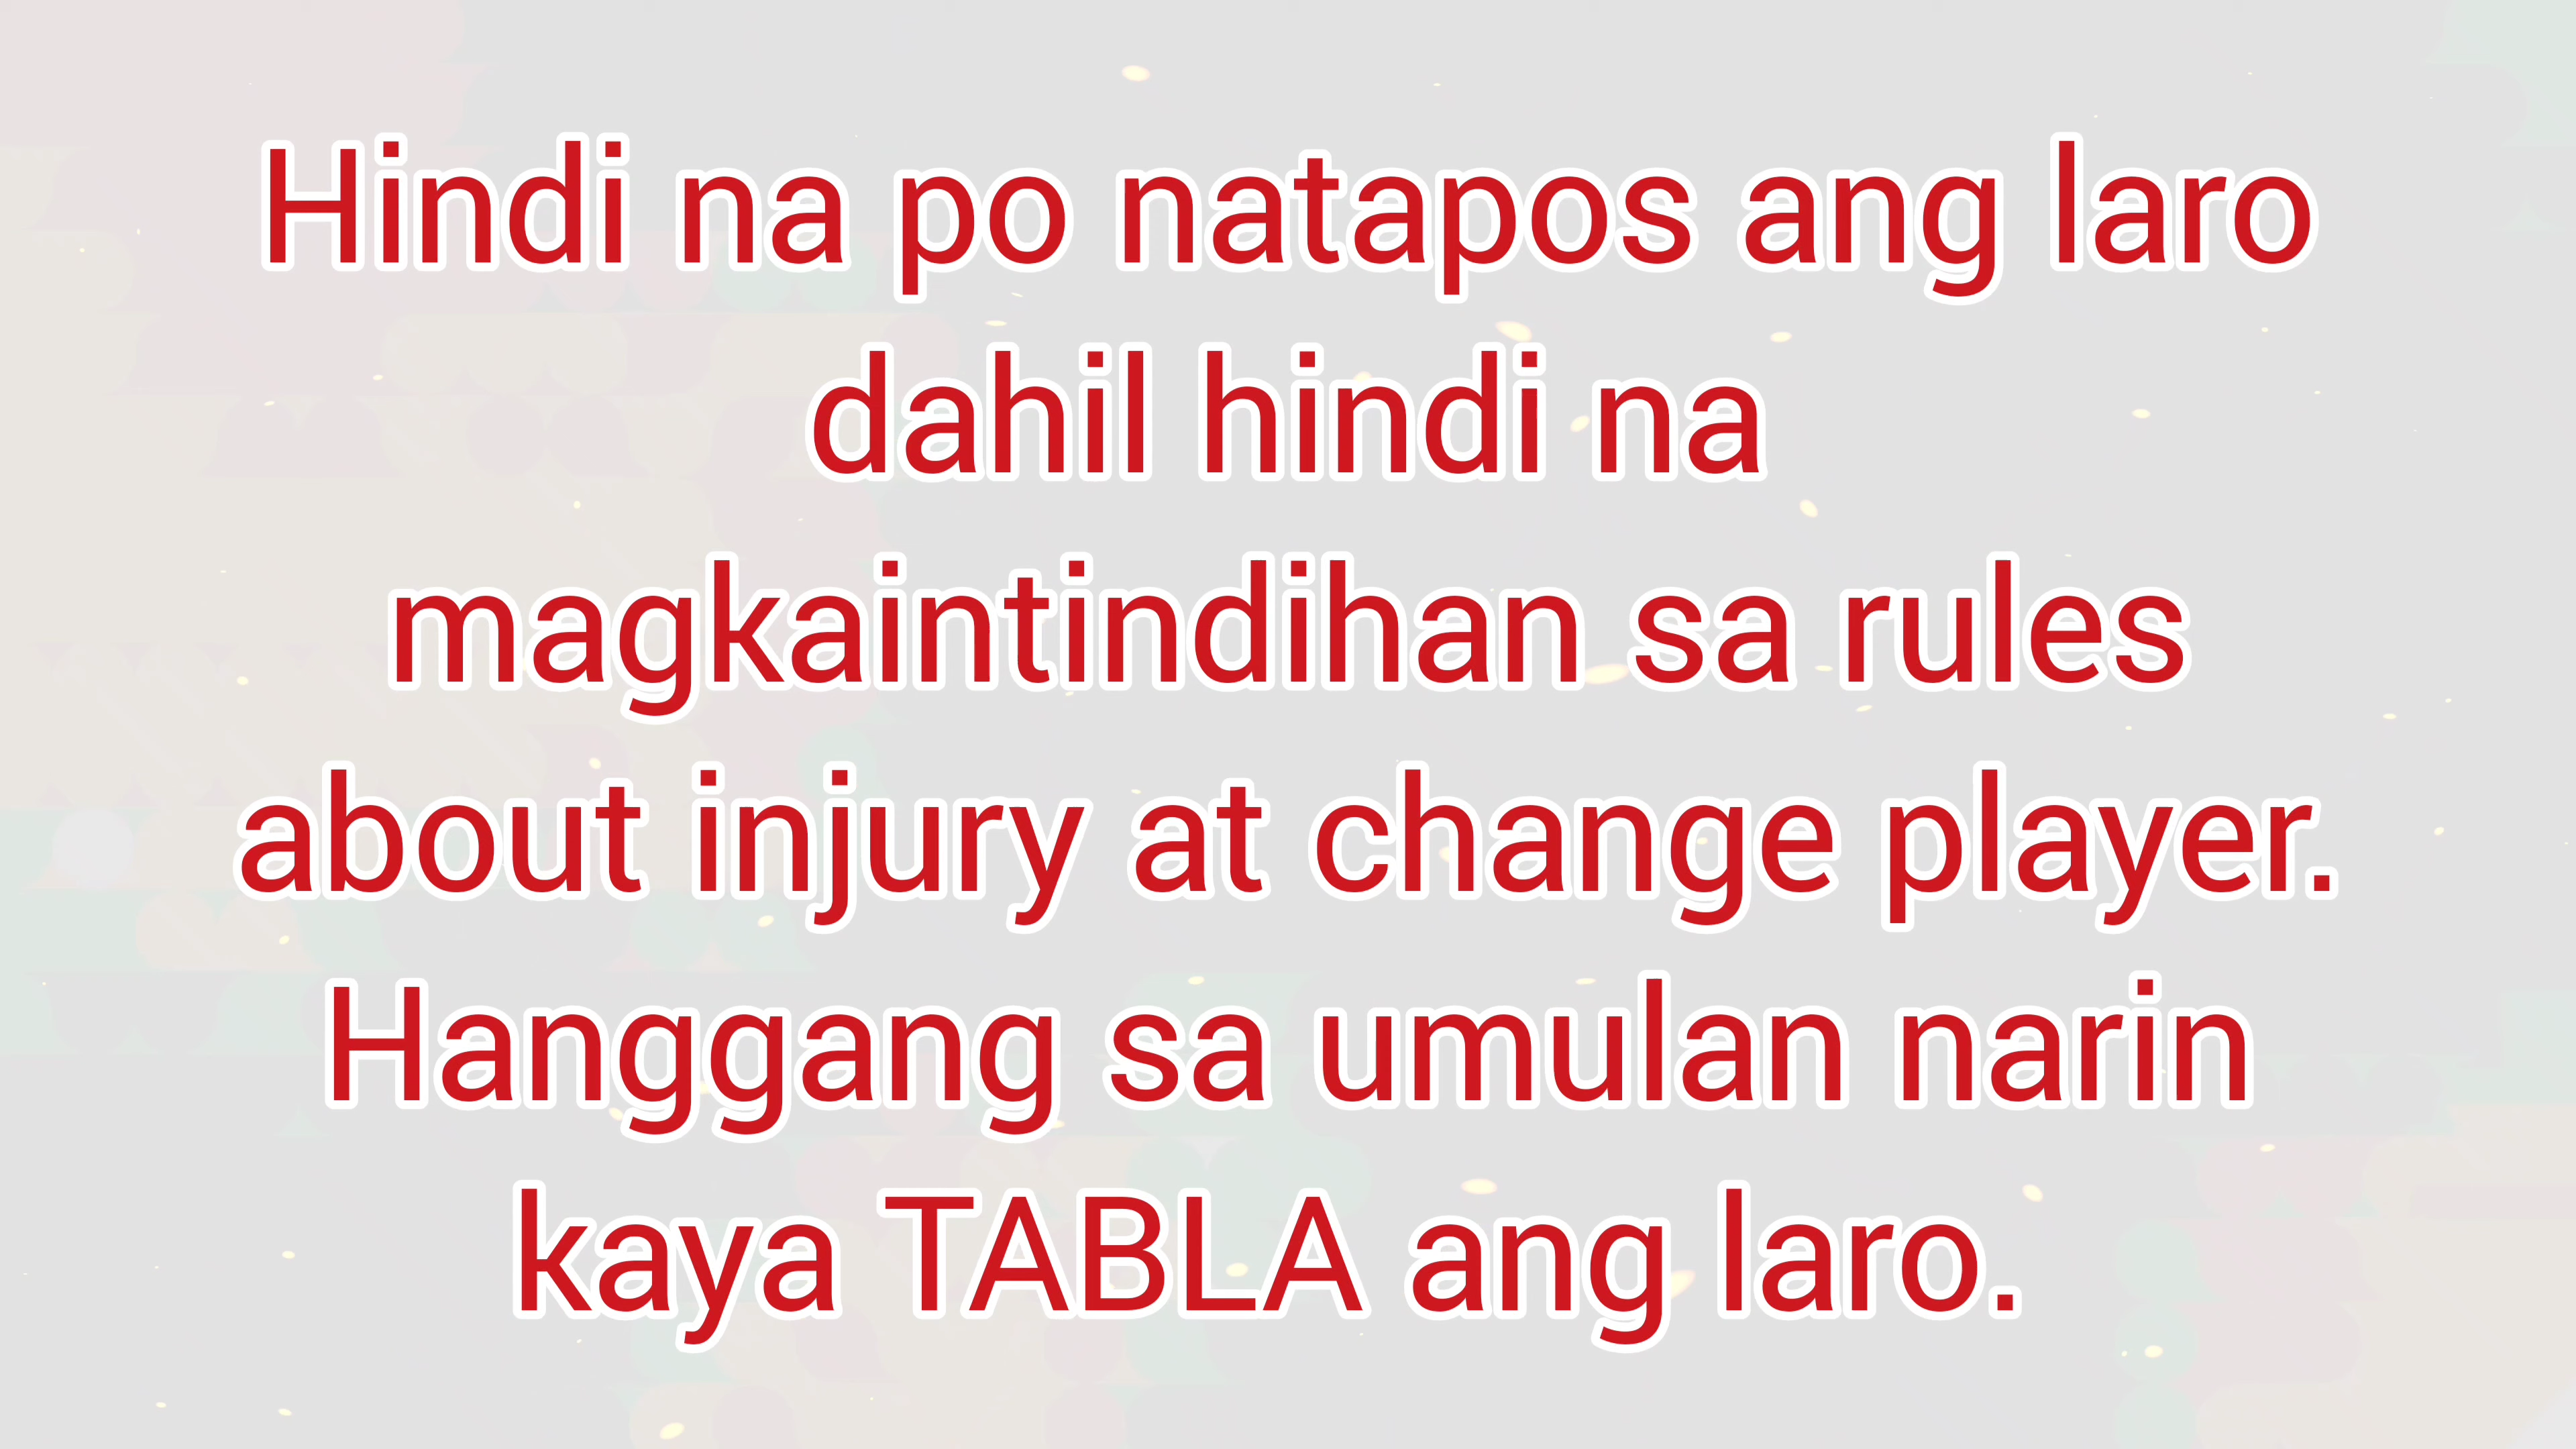 Hindi na po natapos ang laro
dahil hindi na
magkaintindihan sa rules
about injury at change player.
Hanggang sa umulan narin
kaya TABLA ang laro.